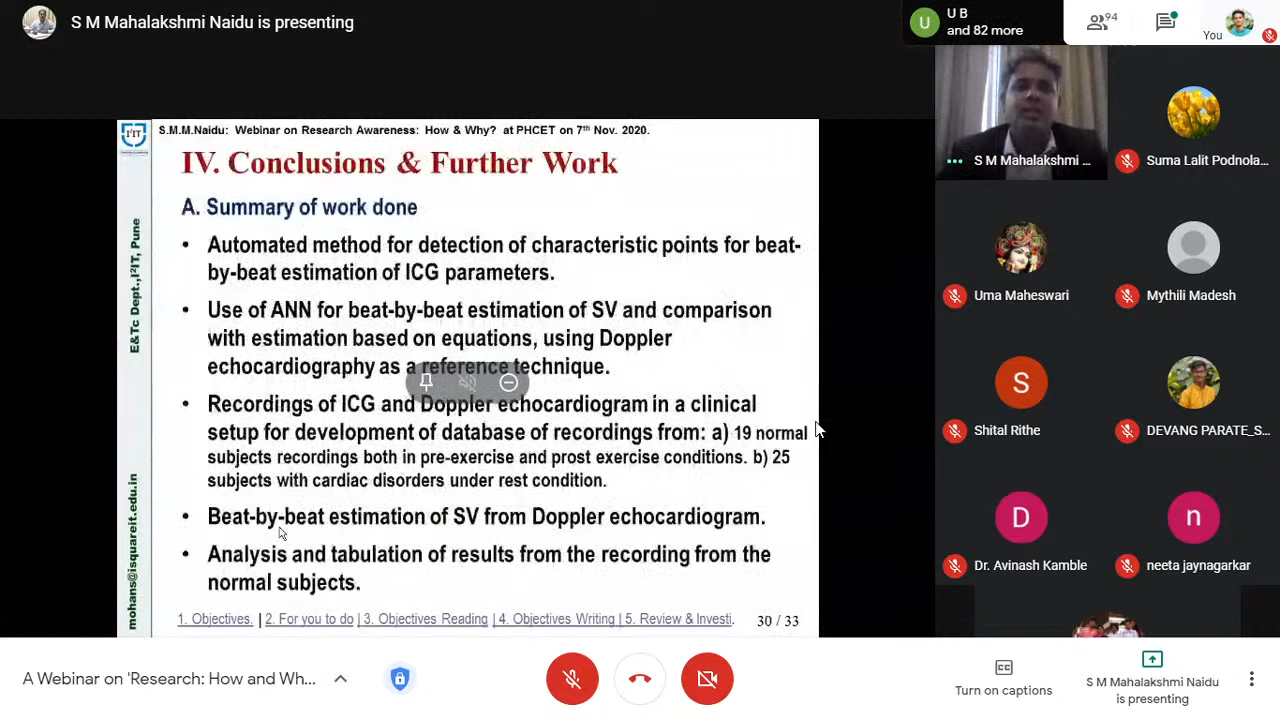 S M Mahalakshmi Naidu is presenting
U B
and 82 more
94
You
U
I²IT
S.M.M.Naidu: Webinar on Research Awareness: How & Why? at PHCET on 7th Nov. 2020.
IV. Conclusions & Further Work
A. Summary of work done
• Automated method for detection of characteristic points for beat-
by-beat estimation of ICG parameters.
• Use of ANN for beat-by-beat estimation of SV and comparison
with estimation based on equations, using Doppler
echocardiography as a reference technique.
• Recordings of ICG and Doppler echocardiogram in a clinical
setup for development of database of recordings from: a) 19 normal
subjects recordings both in pre-exercise and prost exercise conditions. b) 25
subjects with cardiac disorders under rest condition.
• Beat-by-beat estimation of SV from Doppler echocardiogram.
• Analysis and tabulation of results from the recording from the
normal subjects.
1. Objectives. | 2. For you to do | 3. Objectives Reading | 4. Objectives Writing | 5. Review & Investi.
30 / 33
E&Tc Dept.,I²IT, Pune
mohans@isquareit.edu.in
S M Mahalakshmi ...
Suma Lalit Podnola...
Uma Maheswari
Mythili Madesh
S
Shital Rithe
DEVANG PARATE_S...
D
Dr. Avinash Kamble
n
neeta jaynagarkar
A Webinar on 'Research: How and Wh...
Turn on captions
S M Mahalakshmi Naidu
is presenting